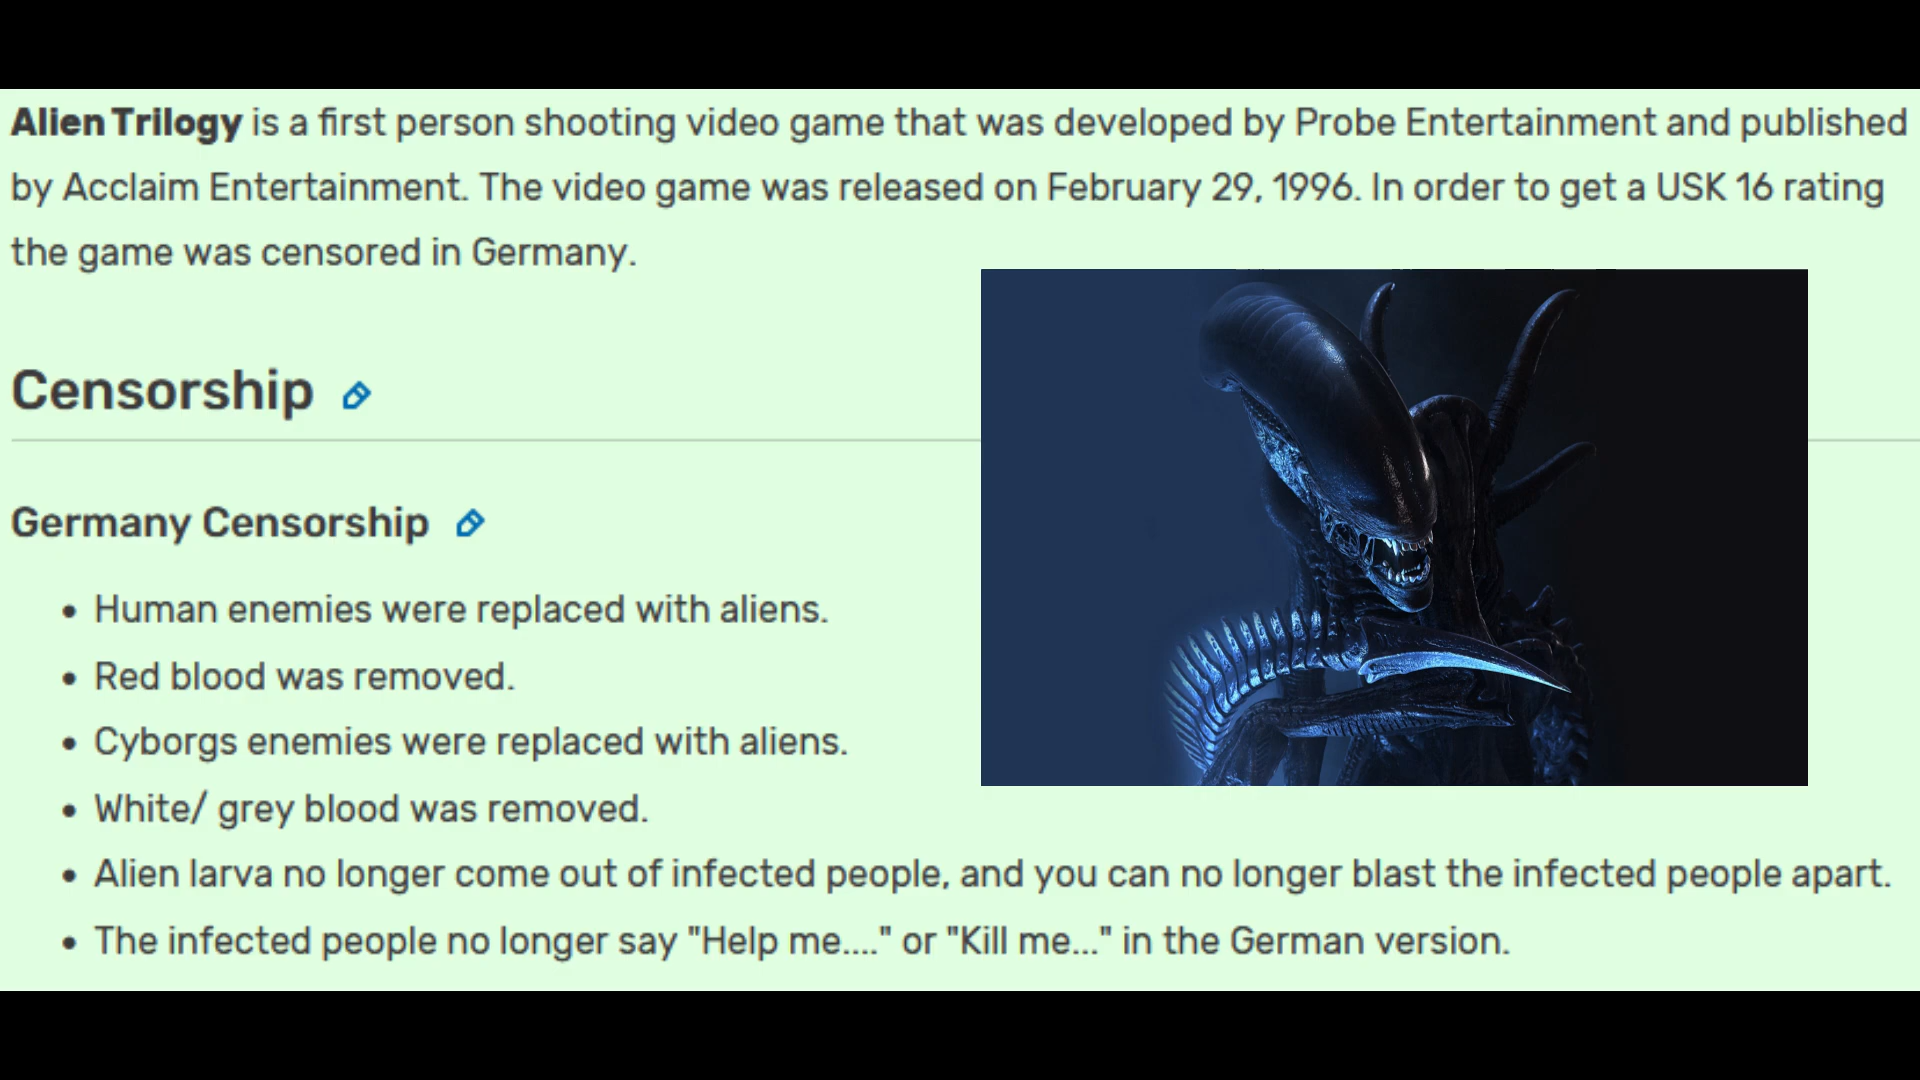 Alien Trilogy is a first person shooting video game that was developed by Probe Entertainment and published
by Acclaim Entertainment. The video game was released on February 29, 1996. In order to get a USK 16 rating
the game was censored in Germany.
Censorship
Germany Censorship
• Human enemies were replaced with aliens.
• Red blood was removed.
• Cyborgs enemies were replaced with aliens.
• White/ grey blood was removed.
• Alien larva no longer come out of infected people, and you can no longer blast the infected people apart.
• The infected people no longer say "Help me...." or "Kill me..." in the German version.